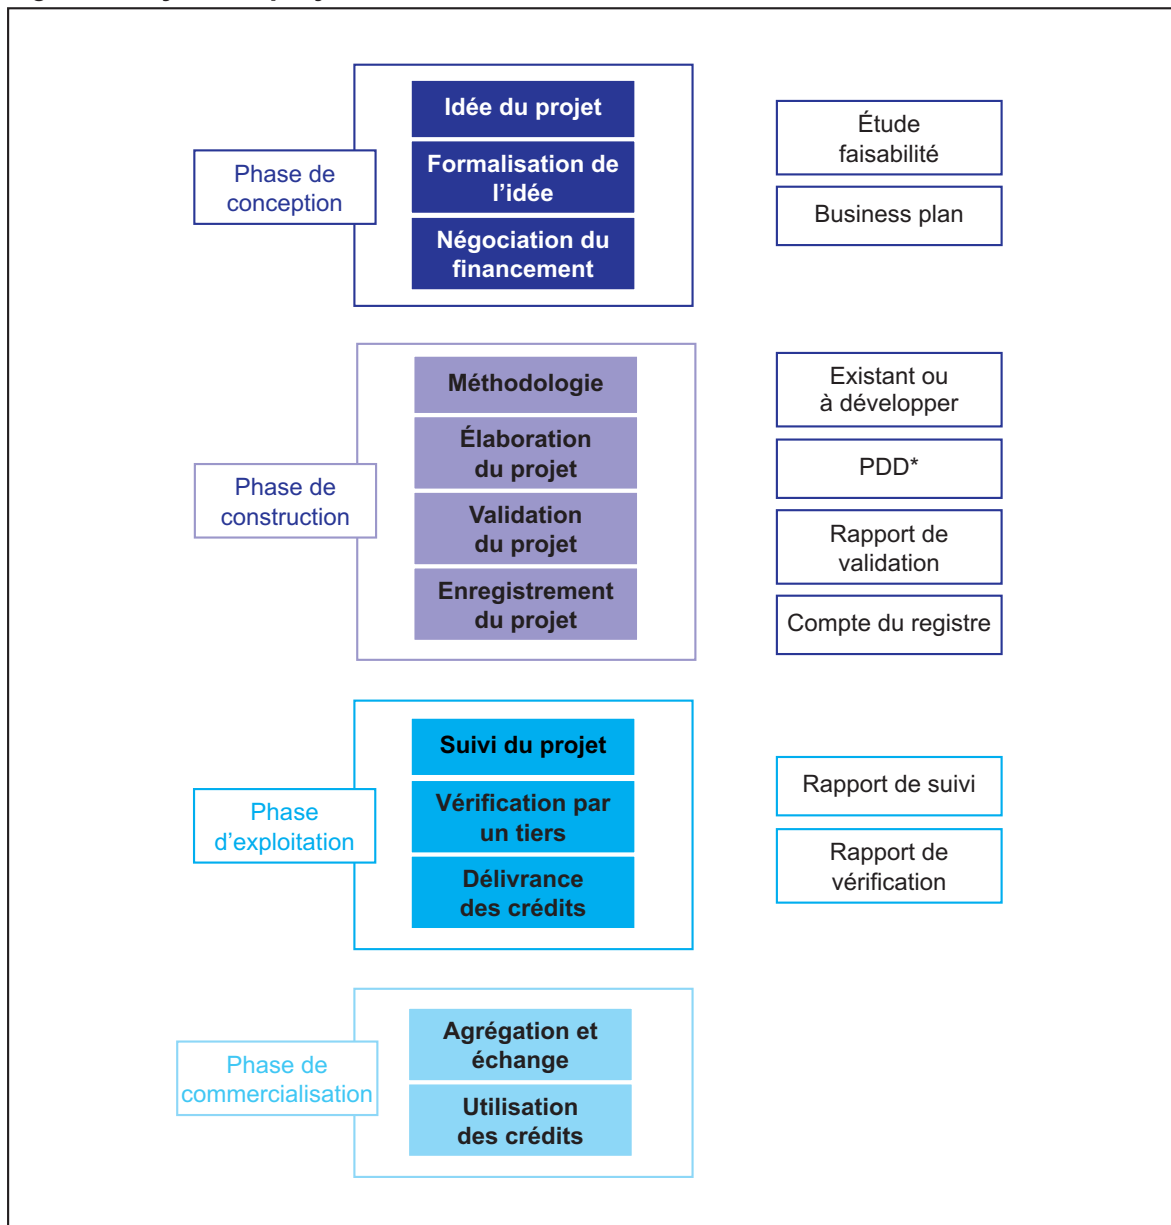 Idée du projet
Formalisation de
l’idée
Négociation du
financement
Phase de
conception
Étude
faisabilité
Business plan
Méthodologie
Élaboration
du projet
Validation
du projet
Enregistrement
du projet
Phase de
construction
Existant ou
à développer
PDD*
Rapport de
validation
Compte du registre
Suivi du projet
Vérification par
un tiers
Délivrance
des crédits
Phase
d’exploitation
Rapport de suivi
Rapport de
vérification
Agrégation et
échange
Utilisation
des crédits
Phase de
commercialisation